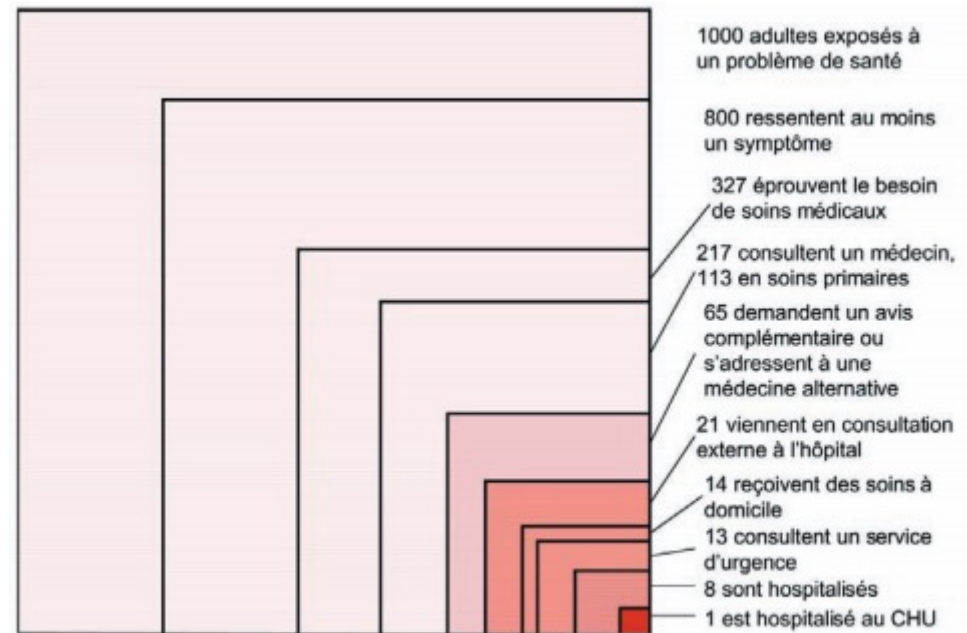 1000 adultes exposés à
un problème de santé
800 ressentent au moins
un symptôme
327 éprouvent le besoin
de soins médicaux
217 consultent un médecin,
113 en soins primaires
65 demandent un avis
complémentaire ou
s'adressent à une
médecine alternative
21 viennent en consultation
externe à l'hôpital
14 reçoivent des soins à
domicile
13 consultent un service
d'urgence
8 sont hospitalisés
1 est hospitalisé au CHU